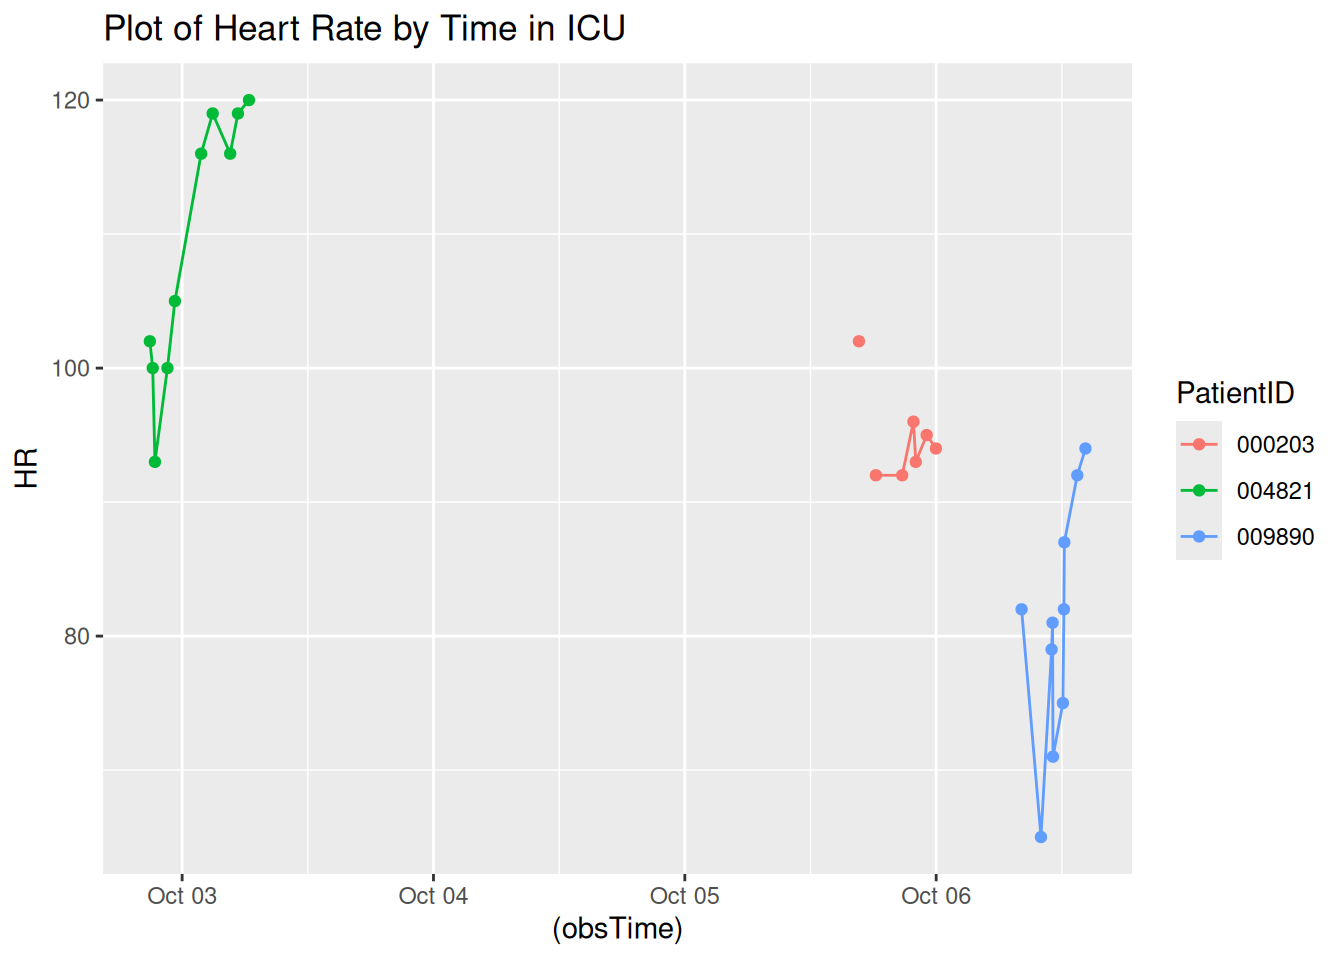 Plot of Heart Rate by Time in ICU
120
100
80
HR
Oct 03
Oct 04
Oct 05
Oct 06
(obsTime)
PatientID
000203
004821
009890